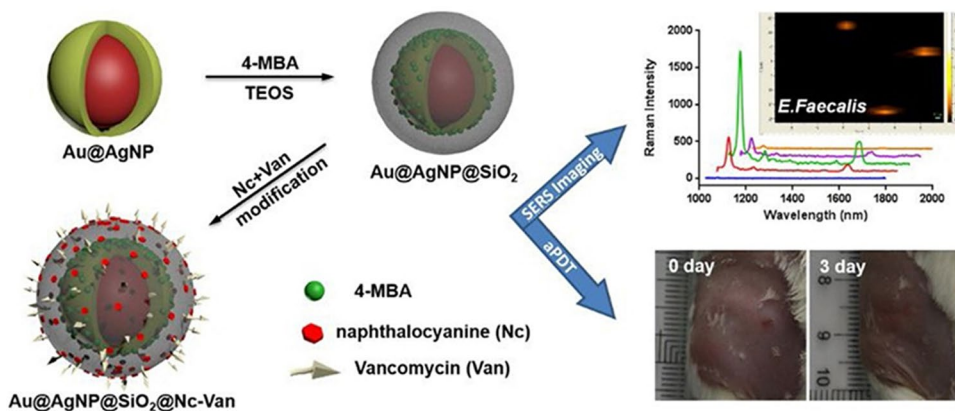 Au@AgNP
4-MBA
TEOS
Au@AgNP@SiO₂
Nc+Van
modification
Au@AgNP@SiO₂@Nc-Van
4-MBA
naphthalocyanine (Nc)
Vancomycin (Van)
SERS Imaging
aPDT
Raman Intensity
2000
1500
1000
500
0
1000 1200 1400 1600 1800 2000
Wavelength (nm)
E.Faecalis
0 day
3 day
8
9
10